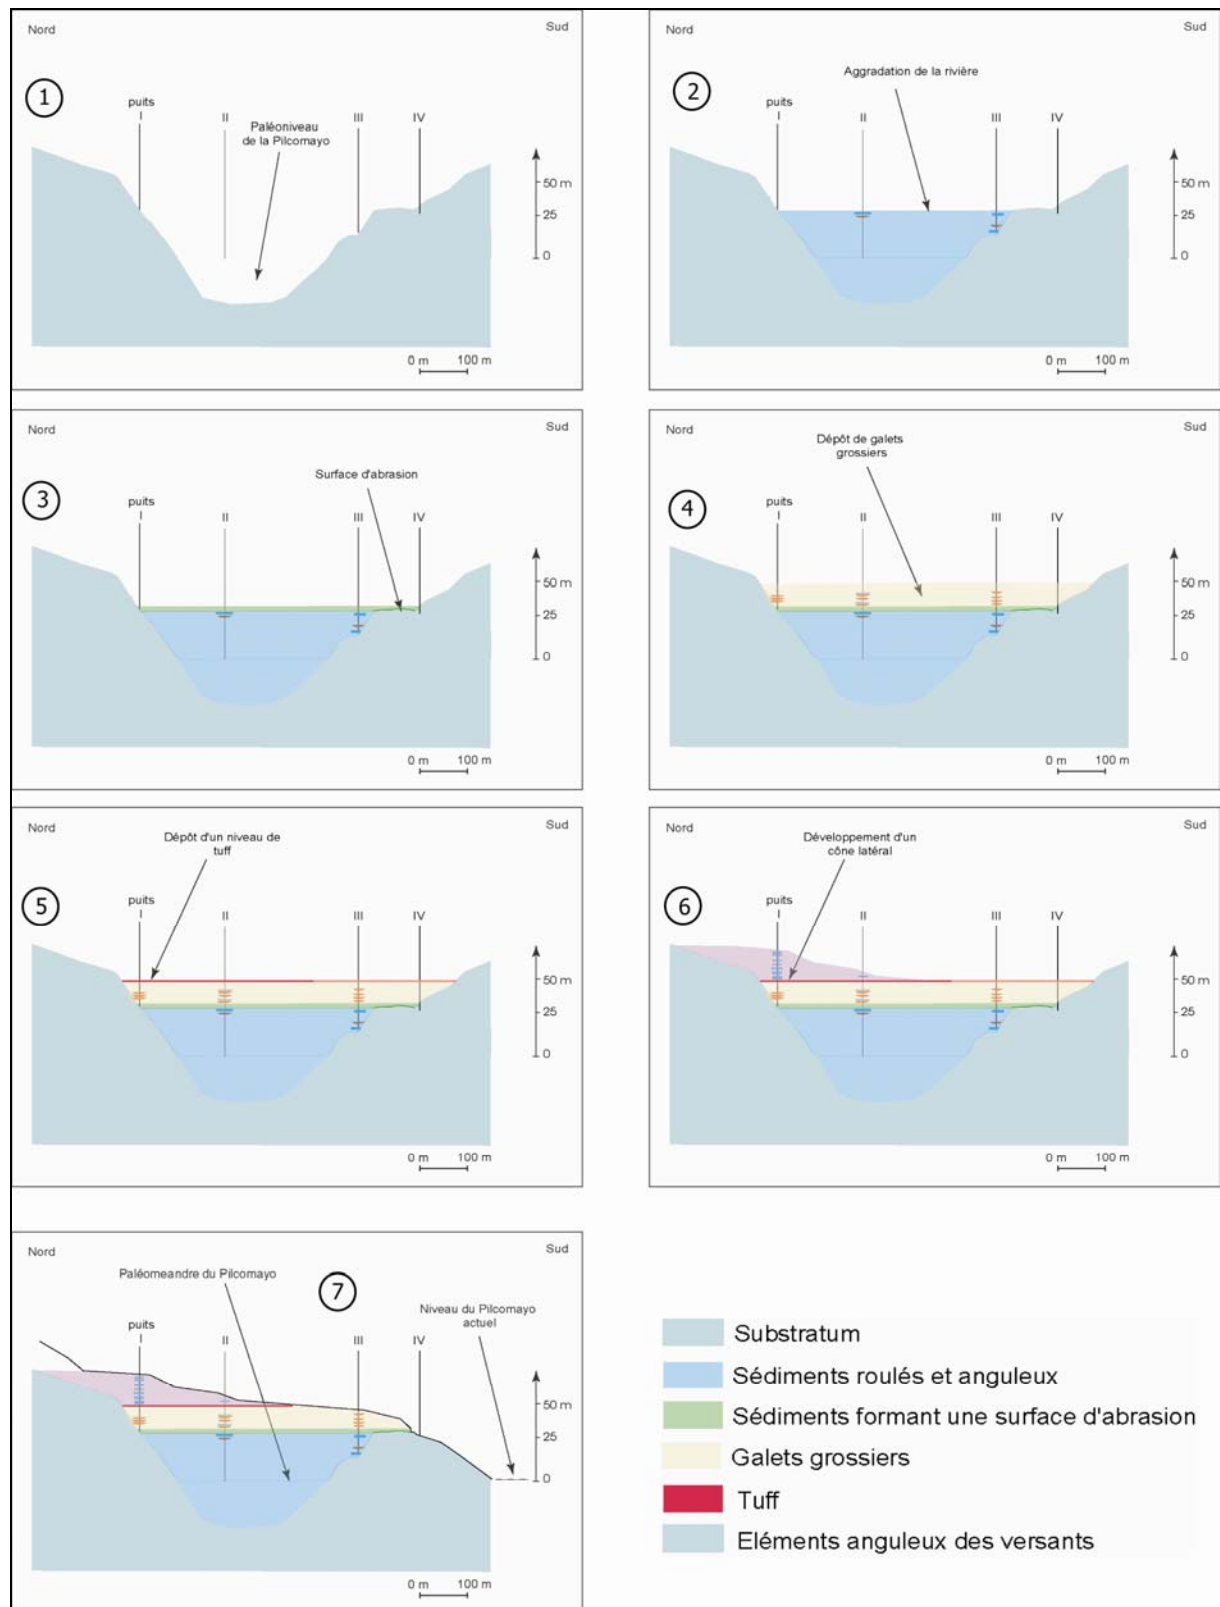 Nord
Sud
1
puits
I
II
III
IV
Paléoniveau
de la Pilcomayo
50 m
25
0
0 m 100 m
Nord
Sud
2
Aggradation de la rivière
puits
I
II
III
IV
50 m
25
0
0 m 100 m
Nord
Sud
3
Surface d'abrasion
puits
I
II
III
IV
50 m
25
0
0 m 100 m
Nord
Sud
4
Dépôt de galets
grossiers
puits
I
II
III
IV
50 m
25
0
0 m 100 m
Nord
Sud
5
Dépôt d'un niveau de
tuff
puits
I
II
III
IV
50 m
25
0
0 m 100 m
Nord
Sud
6
Développement d'un
cône latéral
puits
I
II
III
IV
50 m
25
0
0 m 100 m
Nord
Sud
7
Paléomeandre du Pilcomayo
Niveau du Pilcomayo
actuel
puits
I
II
III
IV
50 m
25
0
0 m 100 m
Substratum
Sédiments roulés et anguleux
Sédiments formant une surface d'abrasion
Galets grossiers
Tuff
Eléments anguleux des versants